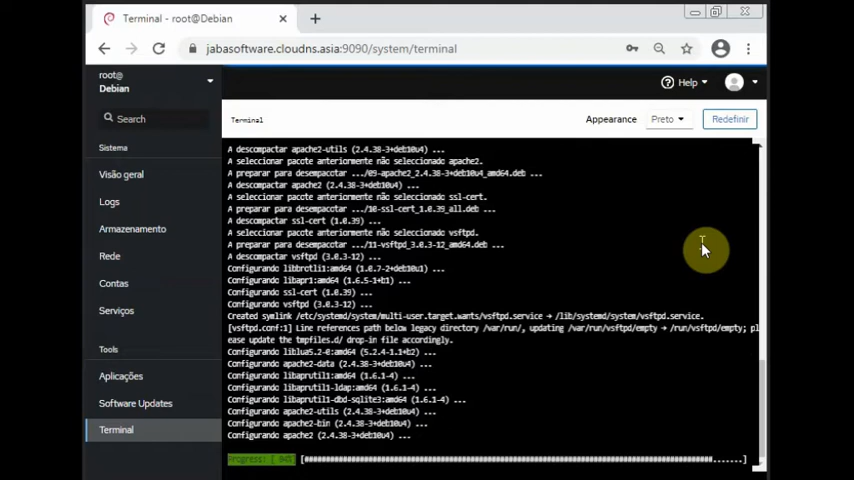 Terminal - root@Debian
jabasoftware.cloudns.asia:9090/system/terminal
root@
Debian
Help
Search
Terminal
Appearance
Preto
Redefinir
Sistema
Visão geral
Logs
Armazenamento
Rede
Contas
Serviços
Tools
Aplicações
Software Updates
Terminal
A descompactar apache2-utils (2.4.38-3+deb10u4) ...
A seleccionar pacote anteriormente não seleccionado apache2.
A preparar para desempacotar .../09-apache2_2.4.38-3+deb10u4_amd64.deb ...
A descompactar apache2 (2.4.38-3+deb10u4) ...
A seleccionar pacote anteriormente não seleccionado ssl-cert.
A preparar para desempacotar .../10-ssl-cert_1.0.39_all.deb ...
A descompactar ssl-cert (1.0.39) ...
A seleccionar pacote anteriormente não seleccionado vsftpd.
A preparar para desempacotar .../11-vsftpd_3.0.3-12_amd64.deb ...
A descompactar vsftpd (3.0.3-12) ...
Configurando libbrotli1:amd64 (1.0.7-2+deb10u1) ...
Configurando libapr1:amd64 (1.6.5-1+b1) ...
Configurando ssl-cert (1.0.39) ...
Configurando vsftpd (3.0.3-12) ...
Created symlink /etc/systemd/system/multi-user.target.wants/vsftpd.service → /lib/systemd/system/vsftpd.service.
[vsftpd.conf:1] Line references path below legacy directory /var/run/, updating /var/run/vsftpd/empty → /run/vsftpd/empty; pl
ease update the tmpfiles.d/ drop-in file accordingly.
Configurando liblua5.2-0:amd64 (5.2.4-1.1+b2) ...
Configurando apache2-data (2.4.38-3+deb10u4) ...
Configurando libaprutil1:amd64 (1.6.1-4) ...
Configurando libaprutil1-ldap:amd64 (1.6.1-4) ...
Configurando libaprutil1-dbd-sqlite3:amd64 (1.6.1-4) ...
Configurando apache2-utils (2.4.38-3+deb10u4) ...
Configurando apache2-bin (2.4.38-3+deb10u4) ...
Configurando apache2 (2.4.38-3+deb10u4) ...
Progress: